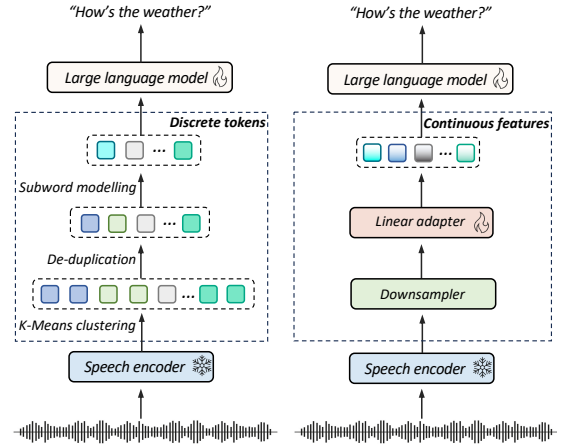 “How’s the weather?”
Large language model
Discrete tokens
...
Subword modelling
...
De-duplication
...
K-Means clustering
Speech encoder
“How’s the weather?”
Large language model
Continuous features
...
Linear adapter
Downsampler
Speech encoder